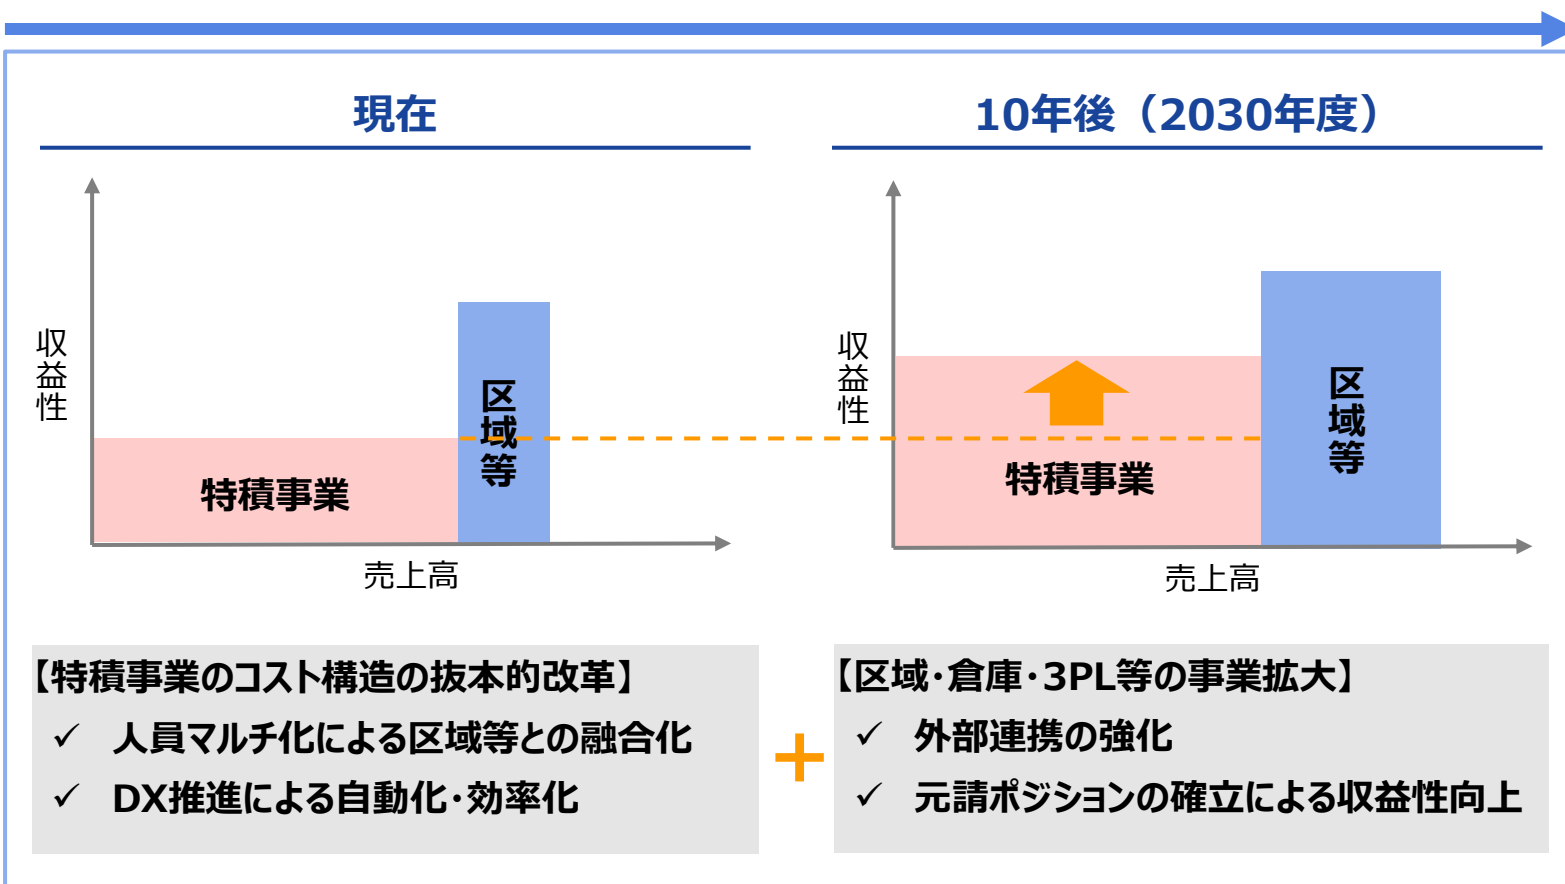 現在
収益性
区域等
特積事業
売上高
10年後（2030年度）
収益性
区域等
特積事業
売上高
【特積事業のコスト構造の抜本的改革】
✓ 人員マルチ化による区域等との融合化
✓ DX推進による自動化・効率化
+
【区域・倉庫・3PL等の事業拡大】
✓ 外部連携の強化
✓ 元請ポジションの確立による収益性向上